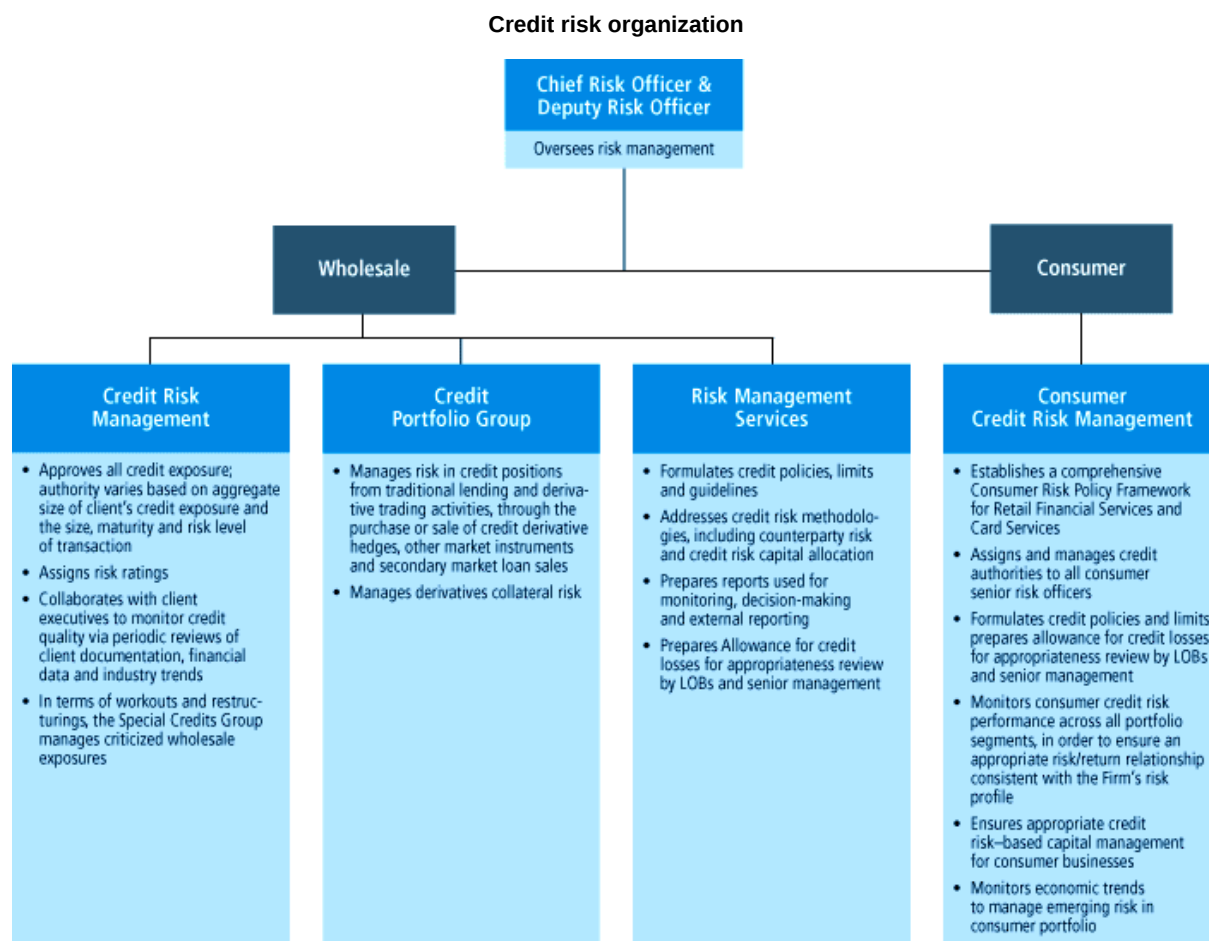 Credit risk organization
Chief Risk Officer &
Deputy Risk Officer
Oversees risk management
Wholesale
Consumer
Credit Risk
Management
• Approves all credit exposure;
authority varies based on aggregate
size of client's credit exposure and
the size, maturity and risk level
of transaction
• Assigns risk ratings
• Collaborates with client
executives to monitor credit
quality via periodic reviews of
client documentation, financial
data and industry trends
• In terms of workouts and restruc-
turings, the Special Credits Group
manages criticized wholesale
exposures
Credit
Portfolio Group
• Manages risk in credit positions
from traditional lending and deriva-
tive trading activities, through the
purchase or sale of credit derivative
hedges, other market instruments
and secondary market loan sales
• Manages derivatives collateral risk
Risk Management
Services
• Formulates credit policies, limits
and guidelines
• Addresses credit risk methodolo-
gies, including counterparty risk
and credit risk capital allocation
• Prepares reports used for
monitoring, decision-making
and external reporting
• Prepares Allowance for credit
losses for appropriateness review
by LOBs and senior management
Consumer
Credit Risk Management
• Establishes a comprehensive
Consumer Risk Policy Framework
for Retail Financial Services and
Card Services
• Assigns and manages credit
authorities to all consumer
senior risk officers
• Formulates credit policies and limits
prepares allowance for credit losses
for appropriateness review by LOBs
and senior management
• Monitors consumer credit risk
performance across all portfolio
segments, in order to ensure an
appropriate risk/return relationship
consistent with the Firm's risk
profile
• Ensures appropriate credit
risk–based capital management
for consumer businesses
• Monitors economic trends
to manage emerging risk in
consumer portfolio